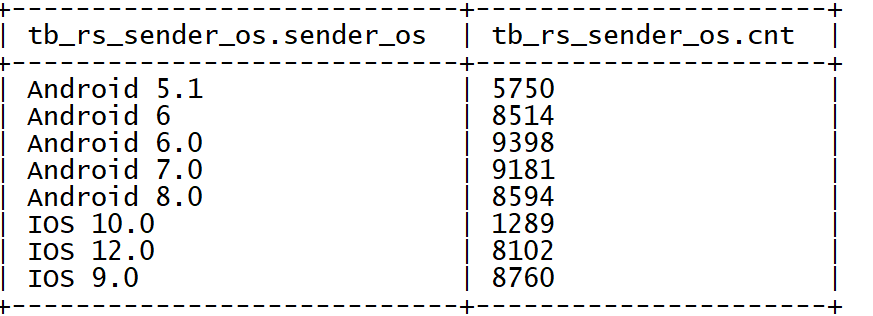 +----------------------------+----------------------+
| tb_rs_sender_os.sender_os | tb_rs_sender_os.cnt |
+----------------------------+----------------------+
| Android 5.1 | 5750 |
| Android 6 | 8514 |
| Android 6.0 | 9398 |
| Android 7.0 | 9181 |
| Android 8.0 | 8594 |
| IOS 10.0 | 1289 |
| IOS 12.0 | 8102 |
| IOS 9.0 | 8760 |
+----------------------------+----------------------+